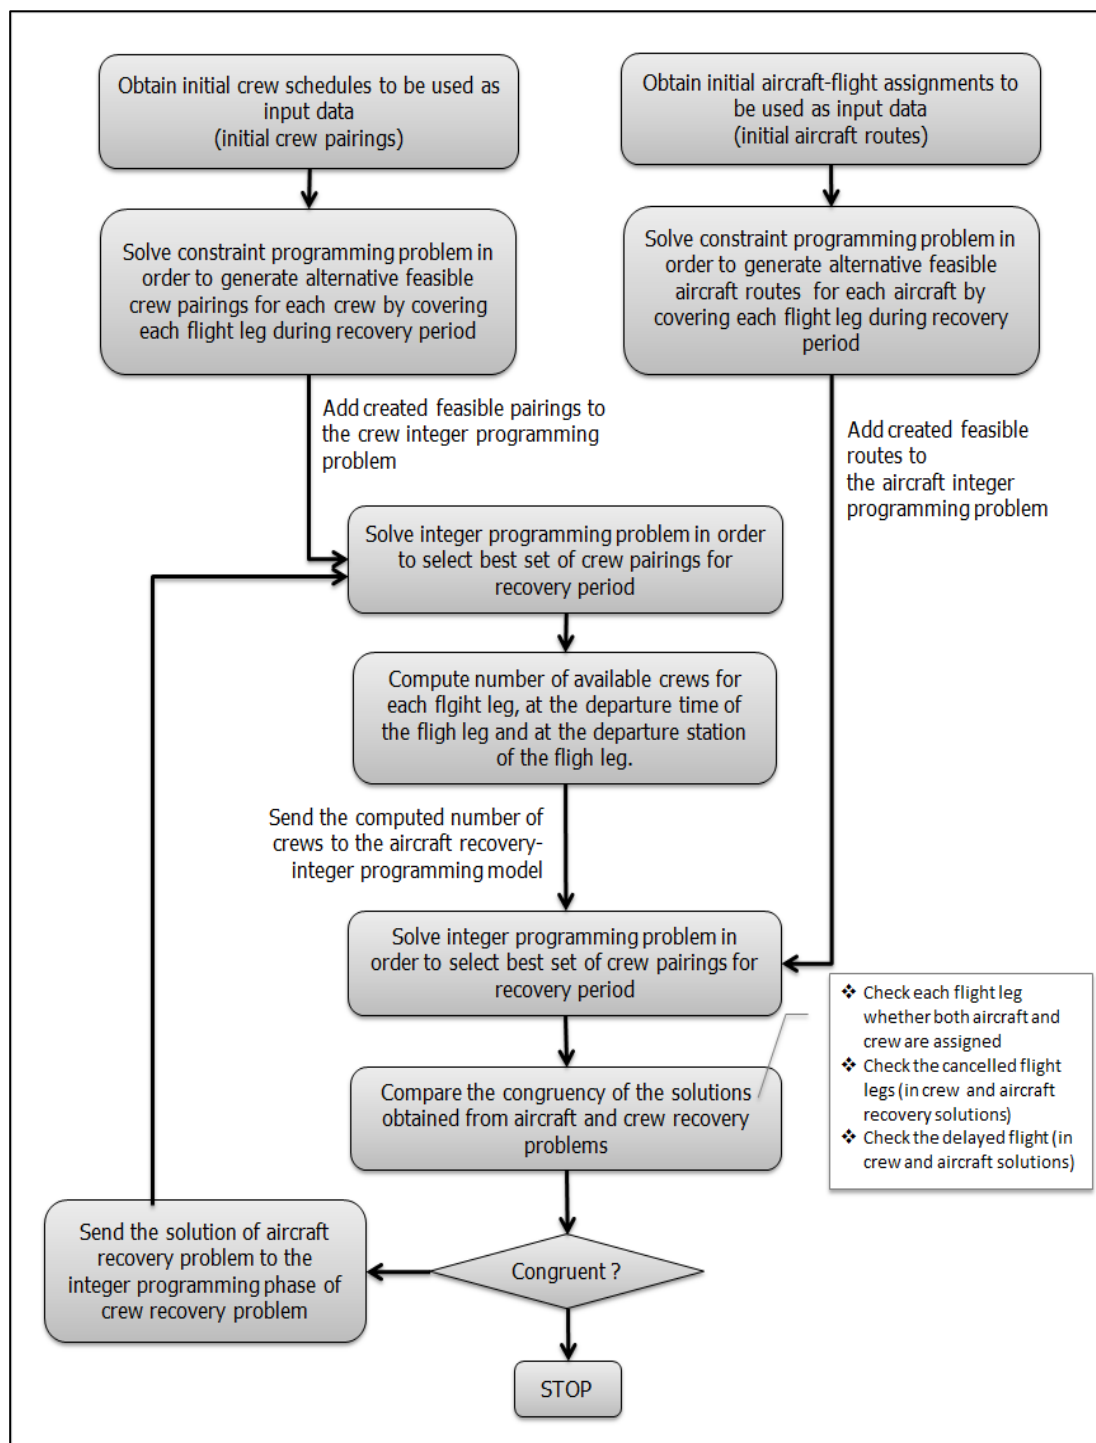 Obtain initial crew schedules to be used as
input data
(initial crew pairings)
Obtain initial aircraft-flight assignments to
be used as input data
(initial aircraft routes)
Solve constraint programming problem in
order to generate alternative feasible
crew pairings for each crew by covering
each flight leg during recovery period
Solve constraint programming problem in
order to generate alternative feasible
aircraft routes for each aircraft by
covering each flight leg during recovery
period
Add created feasible pairings to
the crew integer programming
problem
Add created feasible
routes to
the aircraft integer
programming problem
Solve integer programming problem in order
to select best set of crew pairings for
recovery period
Compute number of available crews for
each flgiht leg, at the departure time of
the fligh leg and at the departure station
of the fligh leg.
Send the computed number of
crews to the aircraft recovery-
integer programming model
Solve integer programming problem in
order to select best set of crew pairings for
recovery period
❖ Check each flight leg
whether both aircraft and
crew are assigned
❖ Check the cancelled flight
legs (in crew and aircraft
recovery solutions)
❖ Check the delayed flight (in
crew and aircraft solutions)
Compare the congruency of the solutions
obtained from aircraft and crew recovery
problems
Send the solution of aircraft
recovery problem to the
integer programming phase of
crew recovery problem
Congruent ?
STOP